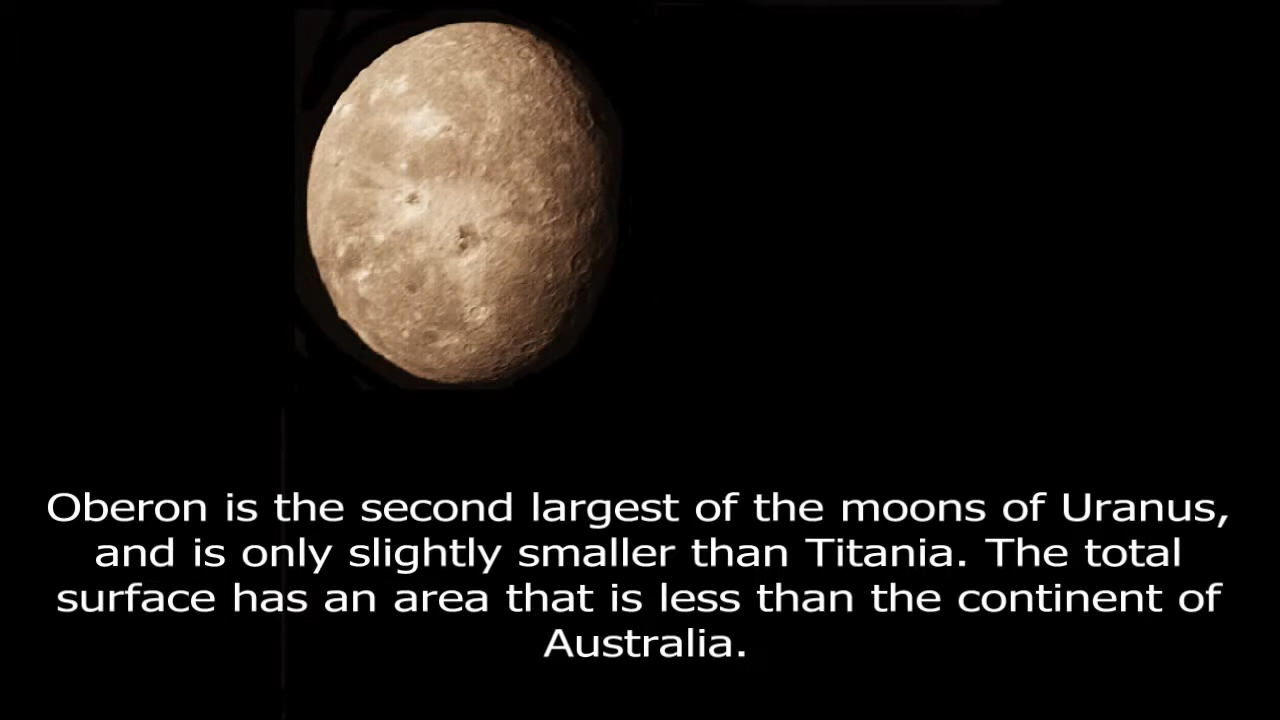 Oberon is the second largest of the moons of Uranus,
and is only slightly smaller than Titania. The total
surface has an area that is less than the continent of
Australia.